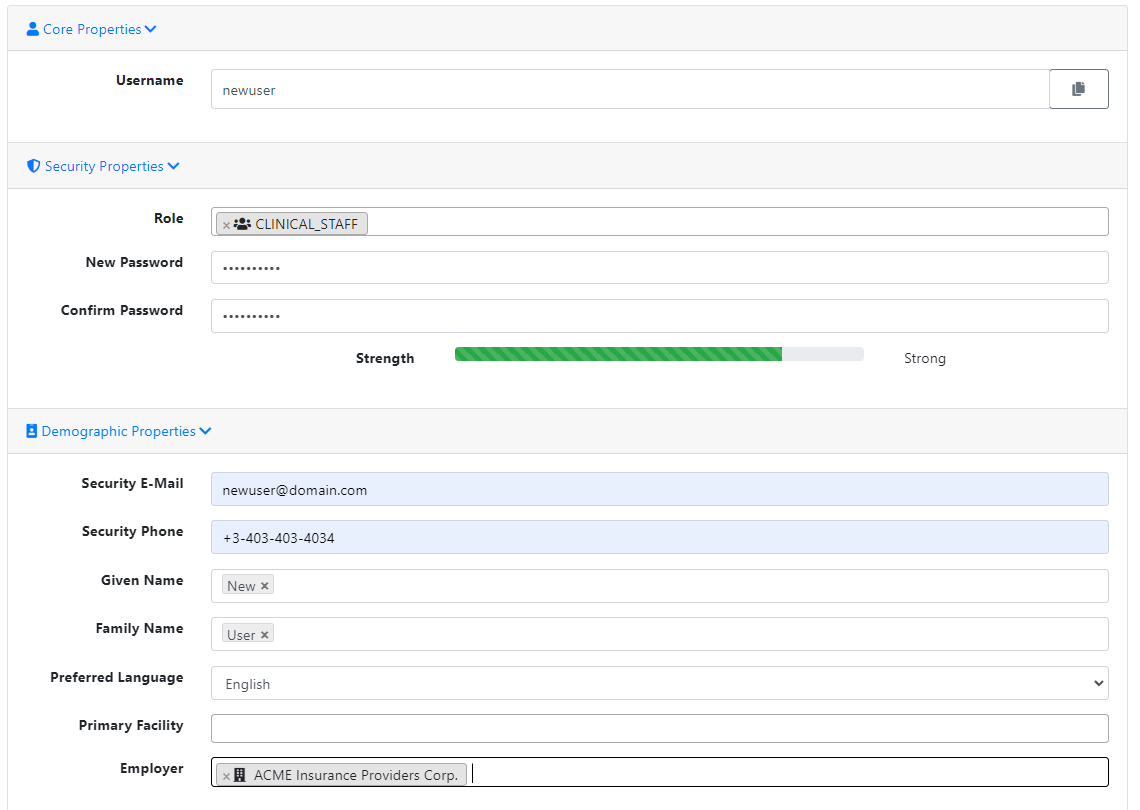 Core Properties
Username
newuser
Security Properties
Role
× CLINICAL_STAFF
New Password
••••••••••
Confirm Password
••••••••••
Strength
Strong
Demographic Properties
Security E-Mail
newuser@domain.com
Security Phone
+3-403-403-4034
Given Name
New ×
Family Name
User ×
Preferred Language
English
Primary Facility
Employer
× ACME Insurance Providers Corp.